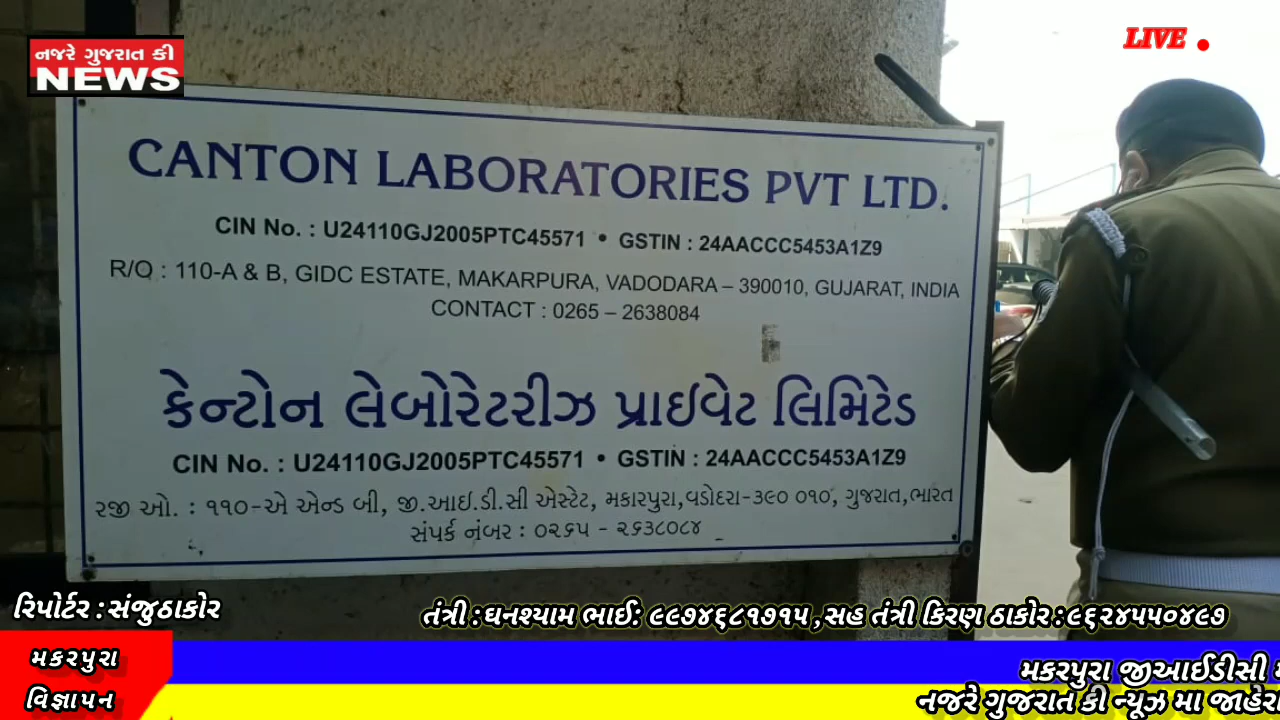 નજરે ગુજરાત કી
NEWS
LIVE
CANTON LABORATORIES PVT LTD.
CIN No. : U24110GJ2005PTC45571 • GSTIN : 24AACCC5453A1Z9
R/O : 110-A & B, GIDC ESTATE, MAKARPURA, VADODARA – 390010, GUJARAT, INDIA
CONTACT : 0265 – 2638084
કેન્ટોન લેબોરેટરીઝ પ્રાઇવેટ લિમિટેડ
CIN No. : U24110GJ2005PTC45571 • GSTIN : 24AACCC5453A1Z9
રજી ઓ. : ૧૧૦-એ એન્ડ બી, જી.આઈ.ડી.સી એસ્ટેટ, મકારપુરા,વડોદરા-૩૯૦ ૦૧૦, ગુજરાત,ભારત
સંપર્ક નંબર : ૦૨૬૫ - ૨૬૩૮૦૮૪
રિપોર્ટર : સંજુઠાકોર
તંત્રી : ઘનશ્યામ ભાઈ: ૯૯૭૪૬૮૧૭૧૫ , સહ તંત્રી કિરણ ઠાકોર : ૯૬૨૪૫૫૦૪૯૭
મકરપુરા
વિજ્ઞાપન
મકરપુરા જીઆઈડીસી
નજરે ગુજરાત કી ન્યૂઝ મા જાહેરા